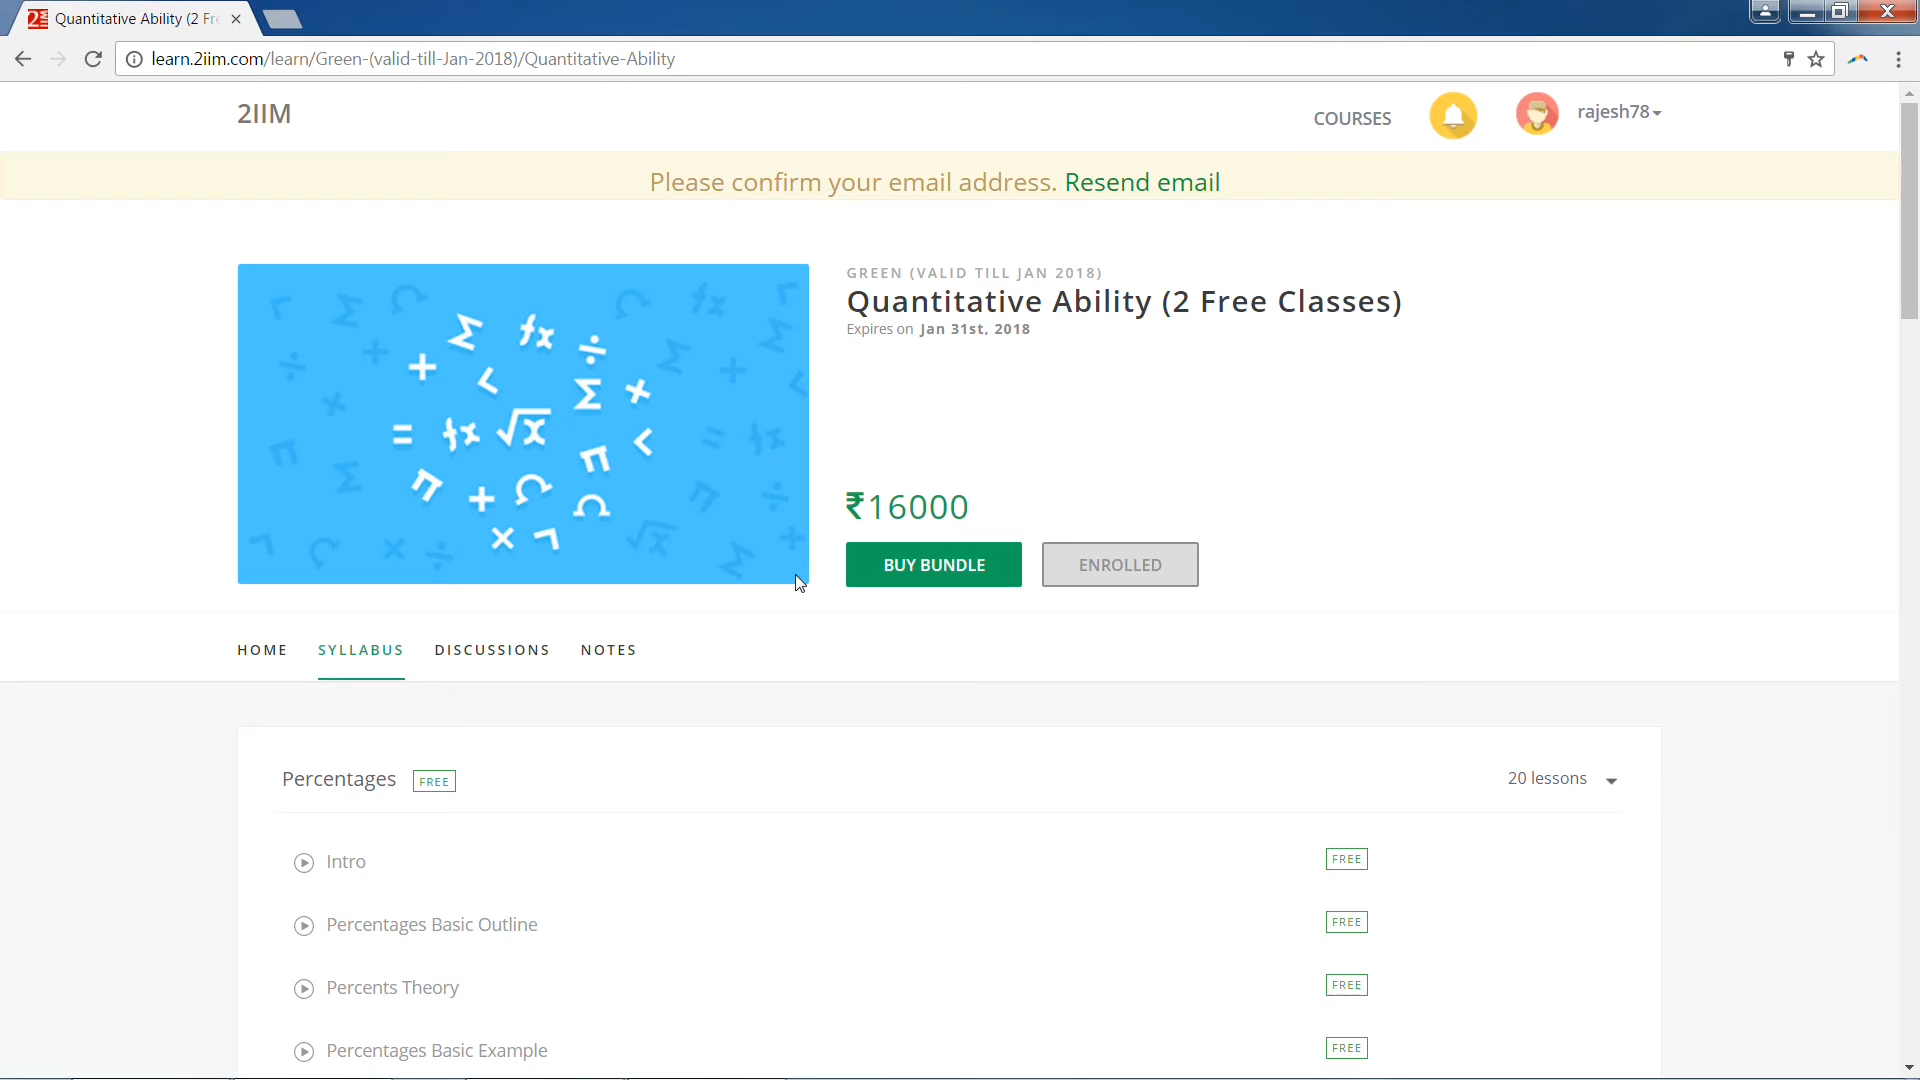 Quantitative Ability (2 Fre
learn.2iim.com/learn/Green-(valid-till-Jan-2018)/Quantitative-Ability
2IIM
COURSES
rajesh78
Please confirm your email address. Resend email
GREEN (VALID TILL JAN 2018)
Quantitative Ability (2 Free Classes)
Expires on Jan 31st, 2018
₹16000
BUY BUNDLE
ENROLLED
HOME
SYLLABUS
DISCUSSIONS
NOTES
Percentages FREE
20 lessons
Intro
FREE
Percentages Basic Outline
FREE
Percents Theory
FREE
Percentages Basic Example
FREE